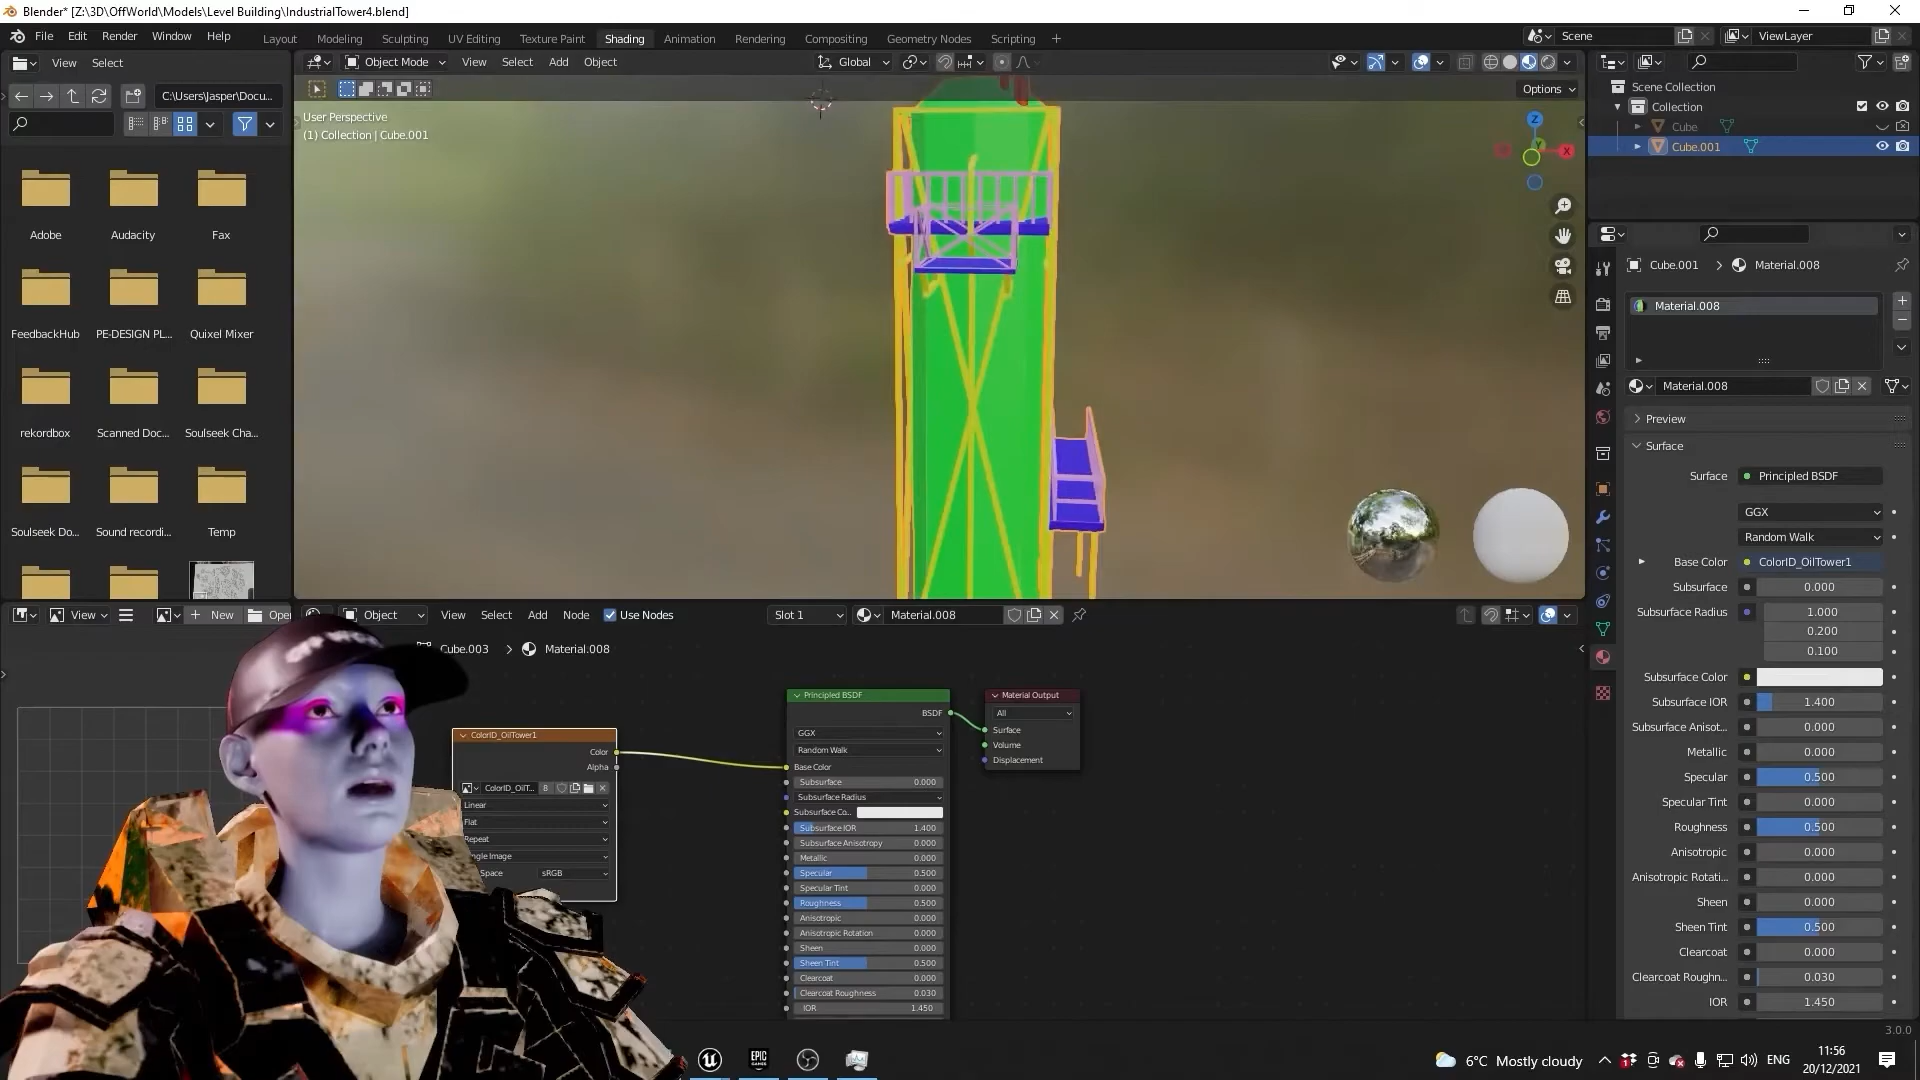 Blender* [Z:\3D\OffWorld\Models\Level Building\IndustrialTower4.blend]
File Edit Render Window Help
Layout Modeling Sculpting UV Editing Texture Paint Shading Animation Rendering Compositing Geometry Nodes Scripting +
Scene
ViewLayer
View Select
Object Mode View Select Add Object
Global
C:\Users\Jasper\Docu...
Options
User Perspective
(1) Collection | Cube.001
Z
X
Scene Collection
Collection
Cube
Cube.001
Adobe Audacity Fax
FeedbackHub PE-DESIGN PL... Quixel Mixer
rekordbox Scanned Doc... Soulseek Cha...
Soulseek Do... Sound recordi... Temp
Cube.001 > Material.008
Material.008
Material.008
Preview
Surface
Surface Principled BSDF
GGX
Random Walk
Base Color ColorID_OilTower1
Subsurface 0.000
Subsurface Radius 1.000
0.200
0.100
Subsurface Color
Subsurface IOR 1.400
Subsurface Anisot... 0.000
Metallic 0.000
Specular 0.500
Specular Tint 0.000
Roughness 0.500
Anisotropic 0.000
Anisotropic Rotati... 0.000
Sheen 0.000
Sheen Tint 0.500
Clearcoat 0.000
Clearcoat Roughn... 0.030
IOR 1.450
View
+ New
Open
Object View Select Add Node Use Nodes
Slot 1
Material.008
Cube.003 > Material.008
ColorID_OilTower1
Color
Alpha
ColorID_OilT... 8
Linear
Flat
Repeat
ngle Image
Space sRGB
Principled BSDF
BSDF
GGX
Random Walk
Base Color
Subsurface 0.000
Subsurface Radius
Subsurface Co...
Subsurface IOR 1.400
Subsurface Anisotropy 0.000
Metallic 0.000
Specular 0.500
Specular Tint 0.000
Roughness 0.500
Anisotropic 0.000
Anisotropic Rotation 0.000
Sheen 0.000
Sheen Tint 0.500
Clearcoat 0.000
Clearcoat Roughness 0.030
IOR 1.450
Material Output
All
Surface
Volume
Displacement
3.0.0
EPIC GAMES
6°C Mostly cloudy
ENG
11:56
20/12/2021